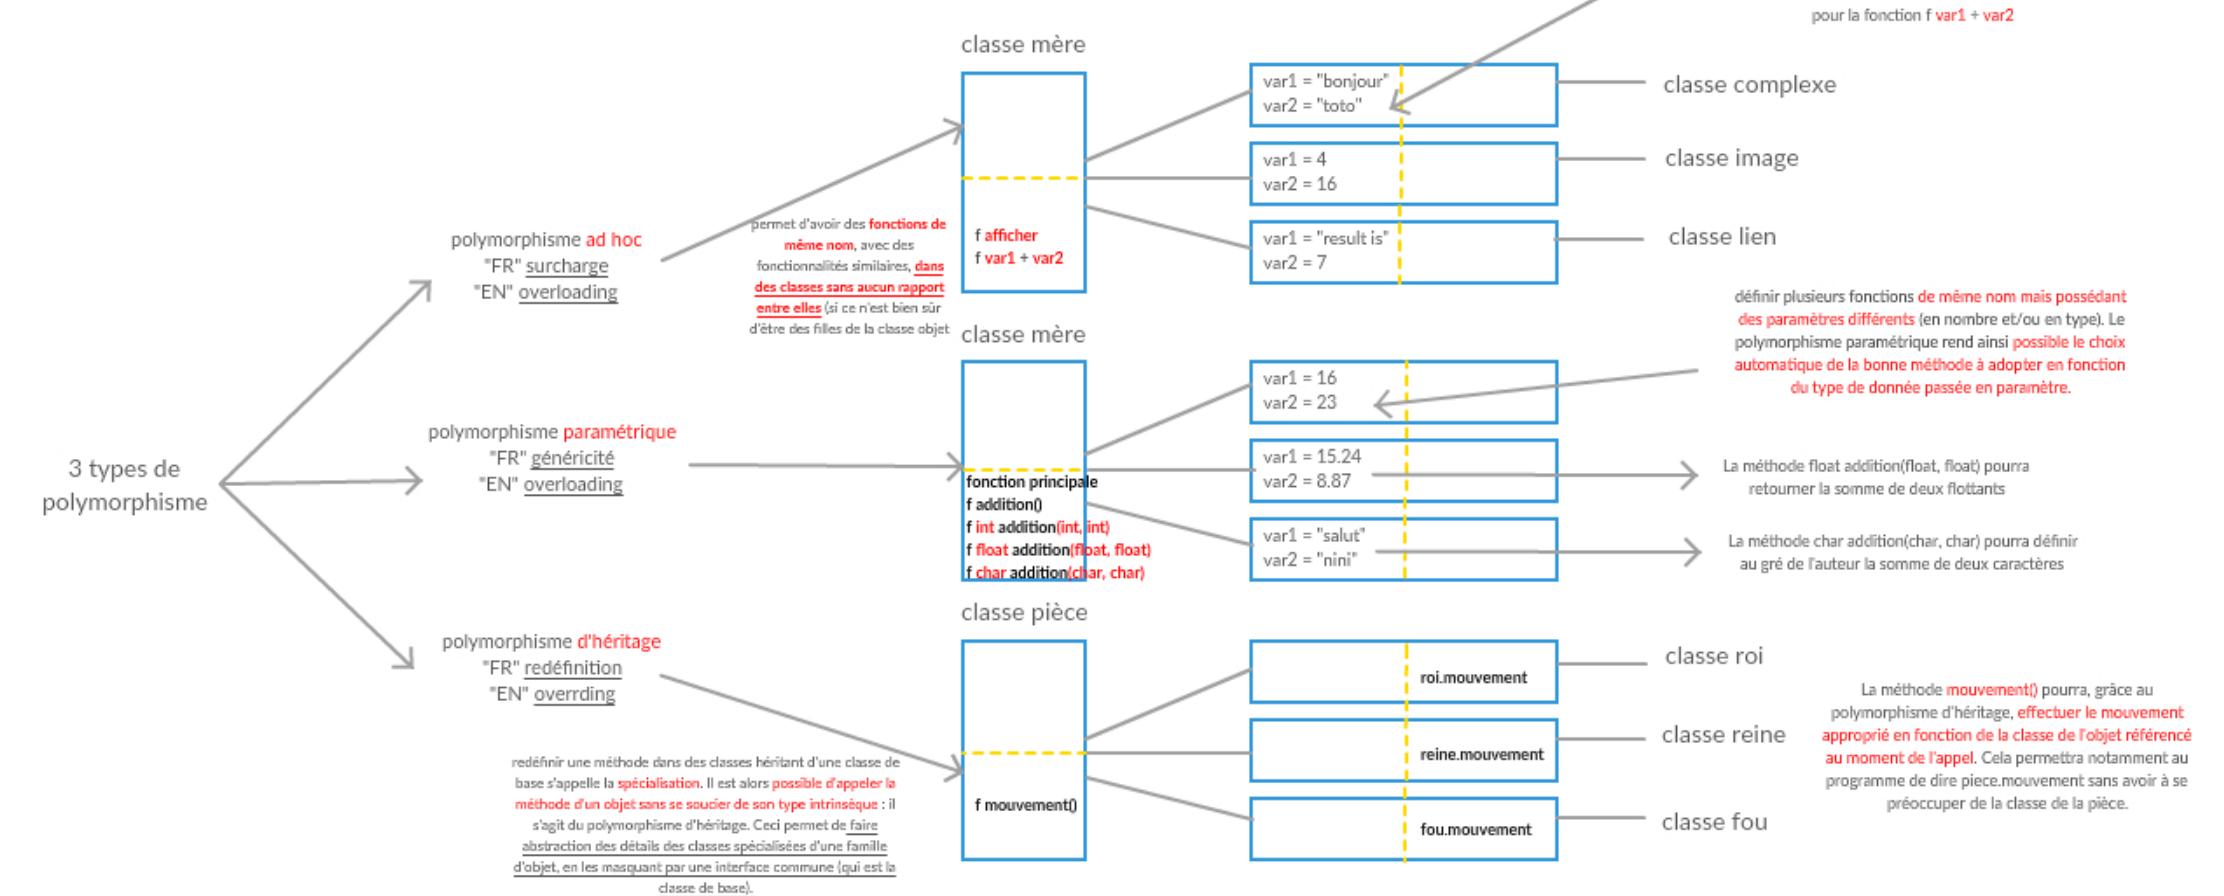 pour la fonction f var1 + var2
classe mère
var1 = "bonjour"
var2 = "toto"
classe complexe
var1 = 4
var2 = 16
classe image
var1 = "result is"
var2 = 7
classe lien
f afficher
f var1 + var2
polymorphisme ad hoc
"FR" surcharge
"EN" overloading
permet d'avoir des fonctions de
même nom, avec des
fonctionnalités similaires, dans
des classes sans aucun rapport
entre elles (si ce n'est bien sûr
d'être des filles de la classe objet
définir plusieurs fonctions de même nom mais possédant
des paramètres différents (en nombre et/ou en type). Le
polymorphisme paramétrique rend ainsi possible le choix
automatique de la bonne méthode à adopter en fonction
du type de donnée passée en paramètre.
classe mère
var1 = 16
var2 = 23
3 types de
polymorphisme
polymorphisme paramétrique
"FR" généricité
"EN" overloading
fonction principale
f addition()
f int addition(int, int)
f float addition(float, float)
f char addition(char, char)
var1 = 15.24
var2 = 8.87
La méthode float addition(float, float) pourra
retourner la somme de deux flottants
var1 = "salut"
var2 = "nini"
La méthode char addition(char, char) pourra définir
au gré de l'auteur la somme de deux caractères
classe pièce
polymorphisme d'héritage
"FR" redéfinition
"EN" overrding
roi.mouvement
classe roi
reine.mouvement
classe reine
f mouvement()
fou.mouvement
classe fou
La méthode mouvement() pourra, grâce au
polymorphisme d'héritage, effectuer le mouvement
approprié en fonction de la classe de l'objet référencé
au moment de l'appel. Cela permettra notamment au
programme de dire piece.mouvement sans avoir à se
préoccuper de la classe de la pièce.
redéfinir une méthode dans des classes héritant d'une classe de
base s'appelle la spécialisation. Il est alors possible d'appeler la
méthode d'un objet sans se soucier de son type intrinsèque : il
s'agit du polymorphisme d'héritage. Ceci permet de faire
abstraction des détails des classes spécialisées d'une famille
d'objet, en les masquant par une interface commune (qui est la
classe de base).